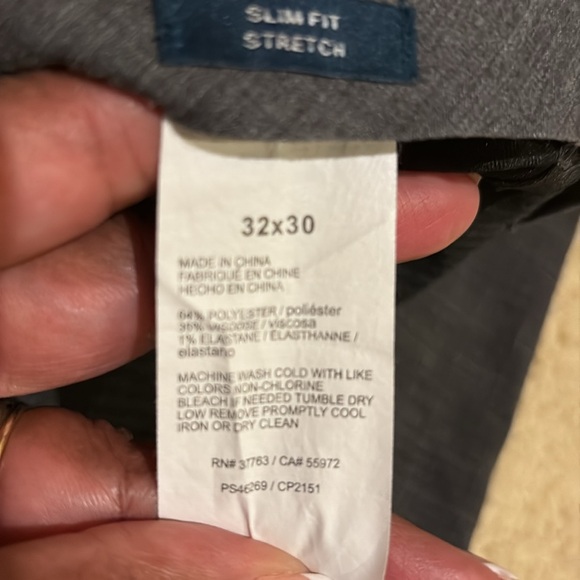 SLIM FIT
STRETCH
32x30
MADE IN CHINA
FABRIQUÉ EN CHINE
HECHO EN CHINA
64% POLYESTER / poliéster
35% VISCOSE / viscosa
1% ELASTANE / ÉLASTHANNE /
elastano
MACHINE WASH COLD WITH LIKE
COLORS NON-CHLORINE
BLEACH IF NEEDED TUMBLE DRY
LOW REMOVE PROMPTLY COOL
IRON OR DRY CLEAN
RN# 37763 / CA# 55972
PS46269 / CP2151